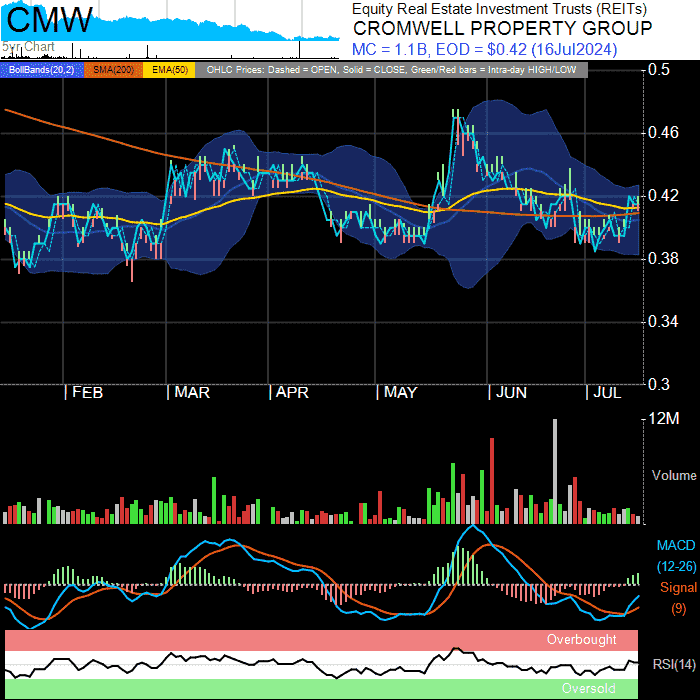 CMW
5yr Chart
Equity Real Estate Investment Trusts (REITs)
CROMWELL PROPERTY GROUP
MC = 1.1B, EOD = $0.42 (16Jul2024)
BollBands(20,2) SMA(200) EMA(50) OHLC Prices: Dashed = OPEN, Solid = CLOSE, Green/Red bars = Intra-day HIGH/LOW
0.5
0.46
0.42
0.38
0.34
0.3
FEB MAR APR MAY JUN JUL
12M
Volume
MACD
(12-26)
Signal
(9)
Overbought
RSI(14)
Oversold